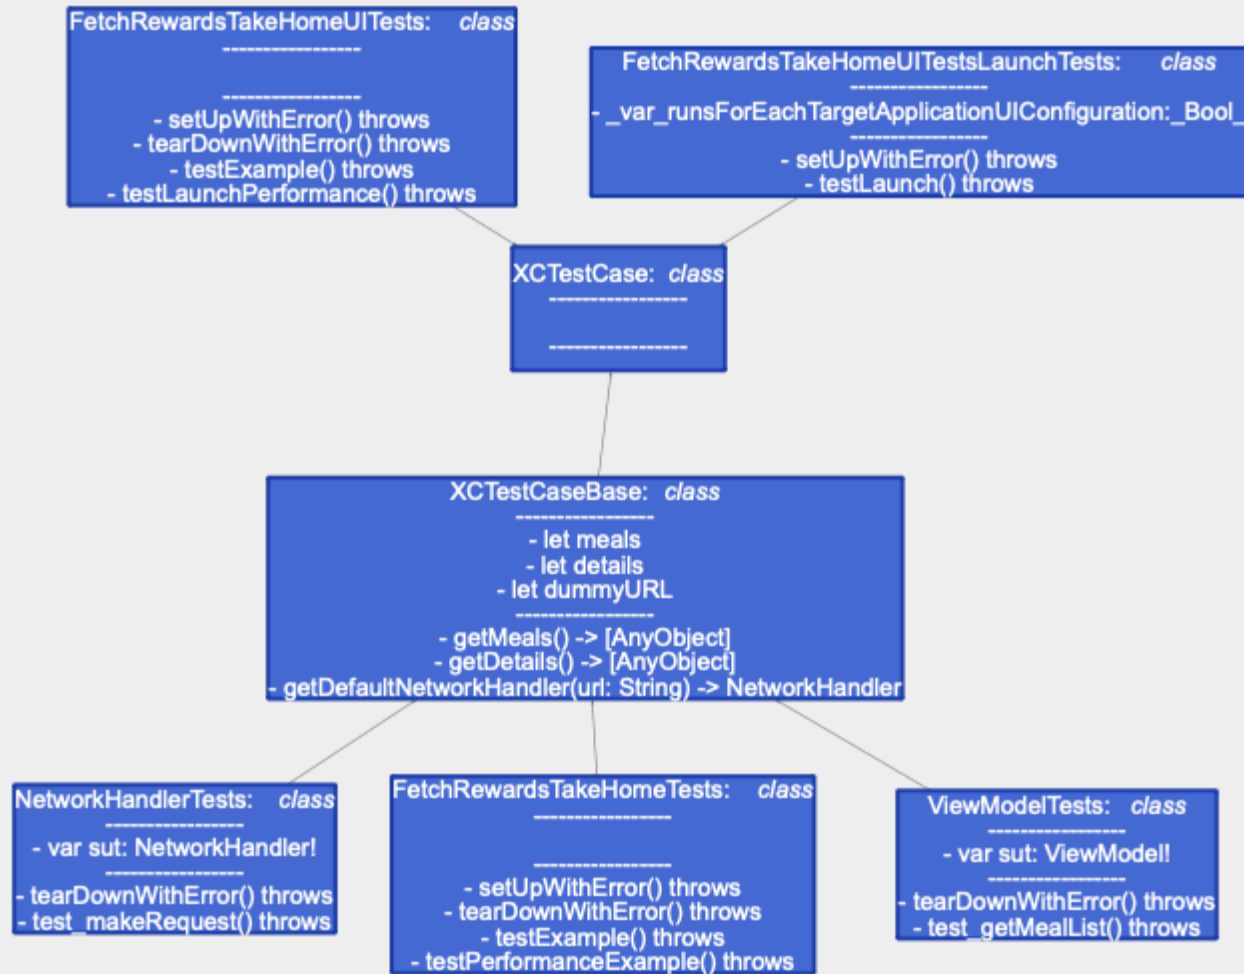 FetchRewardsTakeHomeUITests: class
-----------------
-----------------
- setUpWithError() throws
- tearDownWithError() throws
- testExample() throws
- testLaunchPerformance() throws
FetchRewardsTakeHomeUITestsLaunchTests: class
-----------------
- _var_runsForEachTargetApplicationUIConfiguration:_Bool_
-----------------
- setUpWithError() throws
- testLaunch() throws
XCTestCase: class
-----------------
-----------------
XCTestCaseBase: class
-----------------
- let meals
- let details
- let dummyURL
-----------------
- getMeals() -> [AnyObject]
- getDetails() -> [AnyObject]
- getDefaultNetworkHandler(url: String) -> NetworkHandler
NetworkHandlerTests: class
-----------------
- var sut: NetworkHandler!
-----------------
- tearDownWithError() throws
- test_makeRequest() throws
FetchRewardsTakeHomeTests: class
-----------------
-----------------
- setUpWithError() throws
- tearDownWithError() throws
- testExample() throws
- testPerformanceExample() throws
ViewModelTests: class
-----------------
- var sut: ViewModel!
-----------------
- tearDownWithError() throws
- test_getMealList() throws